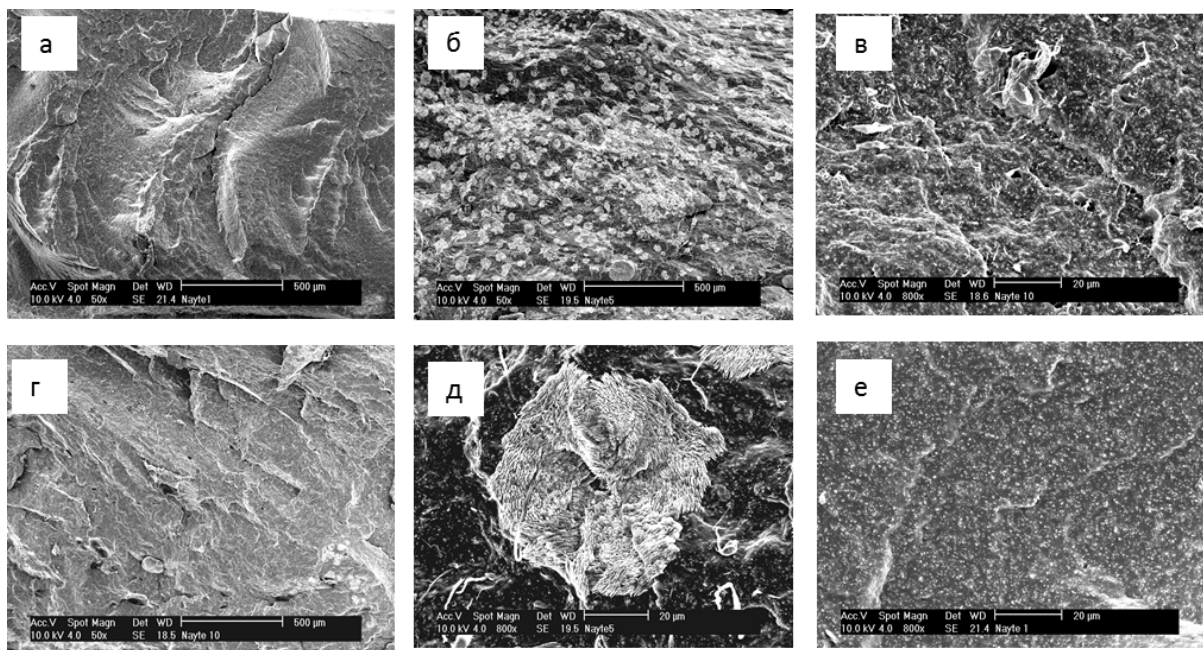 а
Acc.V Spot Magn Det WD 500 µm
10.0 kV 4.0 50x SE 21.4 Nayte1
б
Acc.V Spot Magn Det WD 500 µm
10.0 kV 4.0 50x SE 19.5 Nayte5
в
Acc.V Spot Magn Det WD 20 µm
10.0 kV 4.0 800x SE 18.6 Nayte 10
г
Acc.V Spot Magn Det WD 500 µm
10.0 kV 4.0 50x SE 18.5 Nayte 10
д
Acc.V Spot Magn Det WD 20 µm
10.0 kV 4.0 800x SE 19.5 Nayte5
е
Acc.V Spot Magn Det WD 20 µm
10.0 kV 4.0 800x SE 21.4 Nayte 1